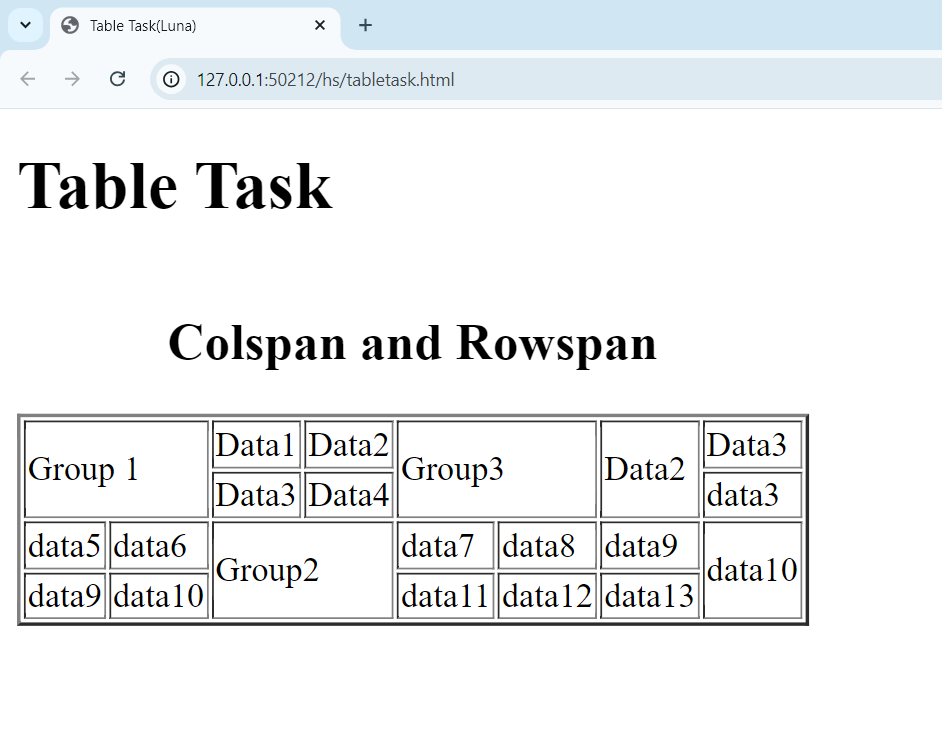 Table Task(Luna)
127.0.0.1:50212/hs/tabletask.html
Table Task
Colspan and Rowspan
Group 1 Data1 Data2 Group3 Data2 Data3
Data3 Data4 data3
data5 data6 Group2 data7 data8 data9 data10
data9 data10 data11 data12 data13